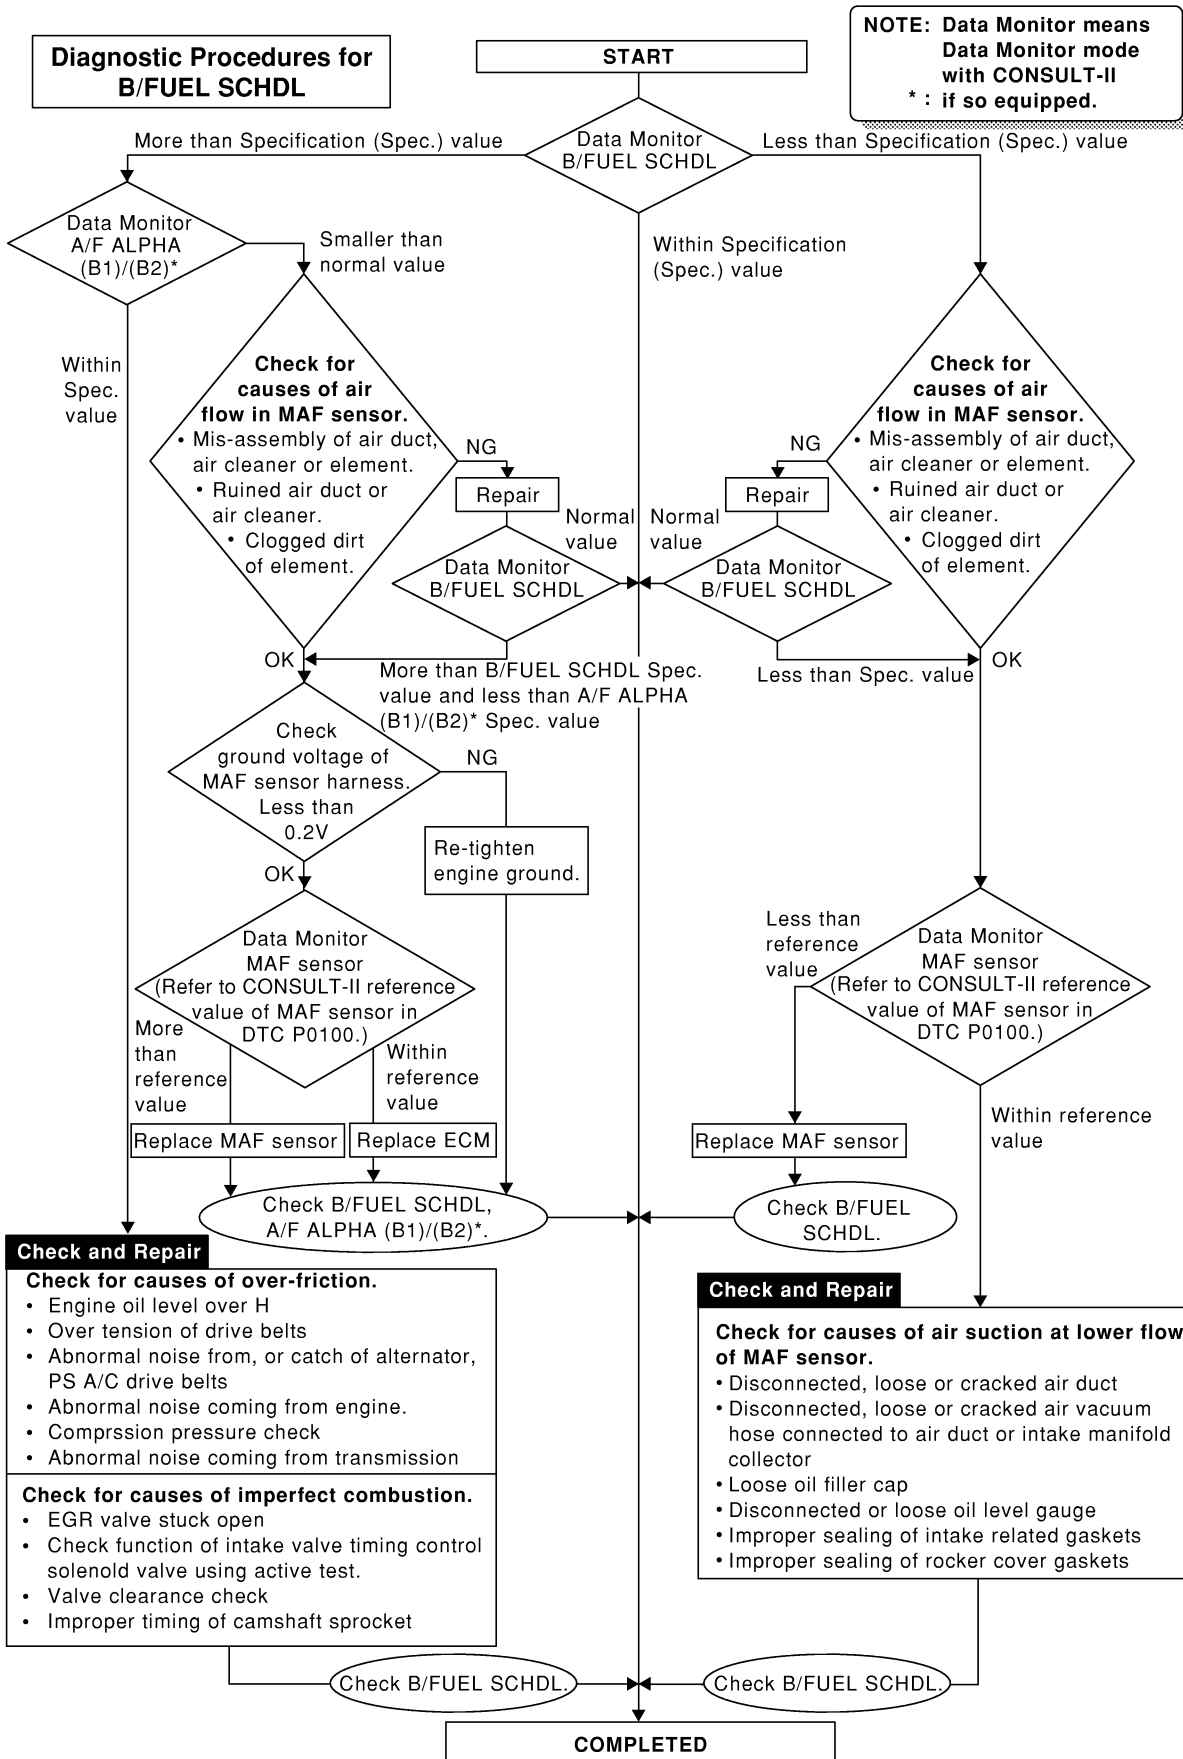 Diagnostic Procedures for
B/FUEL SCHDL
START
NOTE: Data Monitor means
Data Monitor mode
with CONSULT-II
* : if so equipped.
More than Specification (Spec.) value
Data Monitor
B/FUEL SCHDL
Less than Specification (Spec.) value
Data Monitor
A/F ALPHA
(B1)/(B2)*
Smaller than
normal value
Within Specification
(Spec.) value
Within
Spec.
value
Check for
causes of air
flow in MAF sensor.
• Mis-assembly of air duct,
air cleaner or element.
• Ruined air duct or
air cleaner.
• Clogged dirt
of element.
NG
Repair
Normal
value
Data Monitor
B/FUEL SCHDL
Check for
causes of air
flow in MAF sensor.
• Mis-assembly of air duct,
air cleaner or element.
• Ruined air duct or
air cleaner.
• Clogged dirt
of element.
NG
Repair
Normal
value
Data Monitor
B/FUEL SCHDL
OK
More than B/FUEL SCHDL Spec.
value and less than A/F ALPHA
(B1)/(B2)* Spec. value
Less than Spec. value
OK
Check
ground voltage of
MAF sensor harness.
Less than
0.2V
NG
Re-tighten
engine ground.
OK
Data Monitor
MAF sensor
(Refer to CONSULT-II reference
value of MAF sensor in
DTC P0100.)
More
than
reference
value
Within
reference
value
Replace MAF sensor
Replace ECM
Check B/FUEL SCHDL,
A/F ALPHA (B1)/(B2)*.
Less than
reference
value
Data Monitor
MAF sensor
(Refer to CONSULT-II reference
value of MAF sensor in
DTC P0100.)
Within reference
value
Replace MAF sensor
Check B/FUEL
SCHDL.
Check and Repair
Check for causes of over-friction.
• Engine oil level over H
• Over tension of drive belts
• Abnormal noise from, or catch of alternator,
PS A/C drive belts
• Abnormal noise coming from engine.
• Comprssion pressure check
• Abnormal noise coming from transmission
Check for causes of imperfect combustion.
• EGR valve stuck open
• Check function of intake valve timing control
solenold valve using active test.
• Valve clearance check
• Improper timing of camshaft sprocket
Check and Repair
Check for causes of air suction at lower flow
of MAF sensor.
• Disconnected, loose or cracked air duct
• Disconnected, loose or cracked air vacuum
hose connected to air duct or intake manifold
collector
• Loose oil filler cap
• Disconnected or loose oil level gauge
• Improper sealing of intake related gaskets
• Improper sealing of rocker cover gaskets
Check B/FUEL SCHDL.
Check B/FUEL SCHDL.
COMPLETED